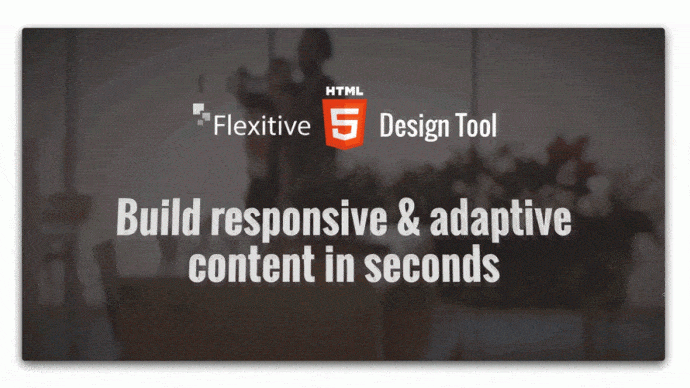 HTML
Flexitive 5 Design Tool
Build responsive & adaptive
content in seconds